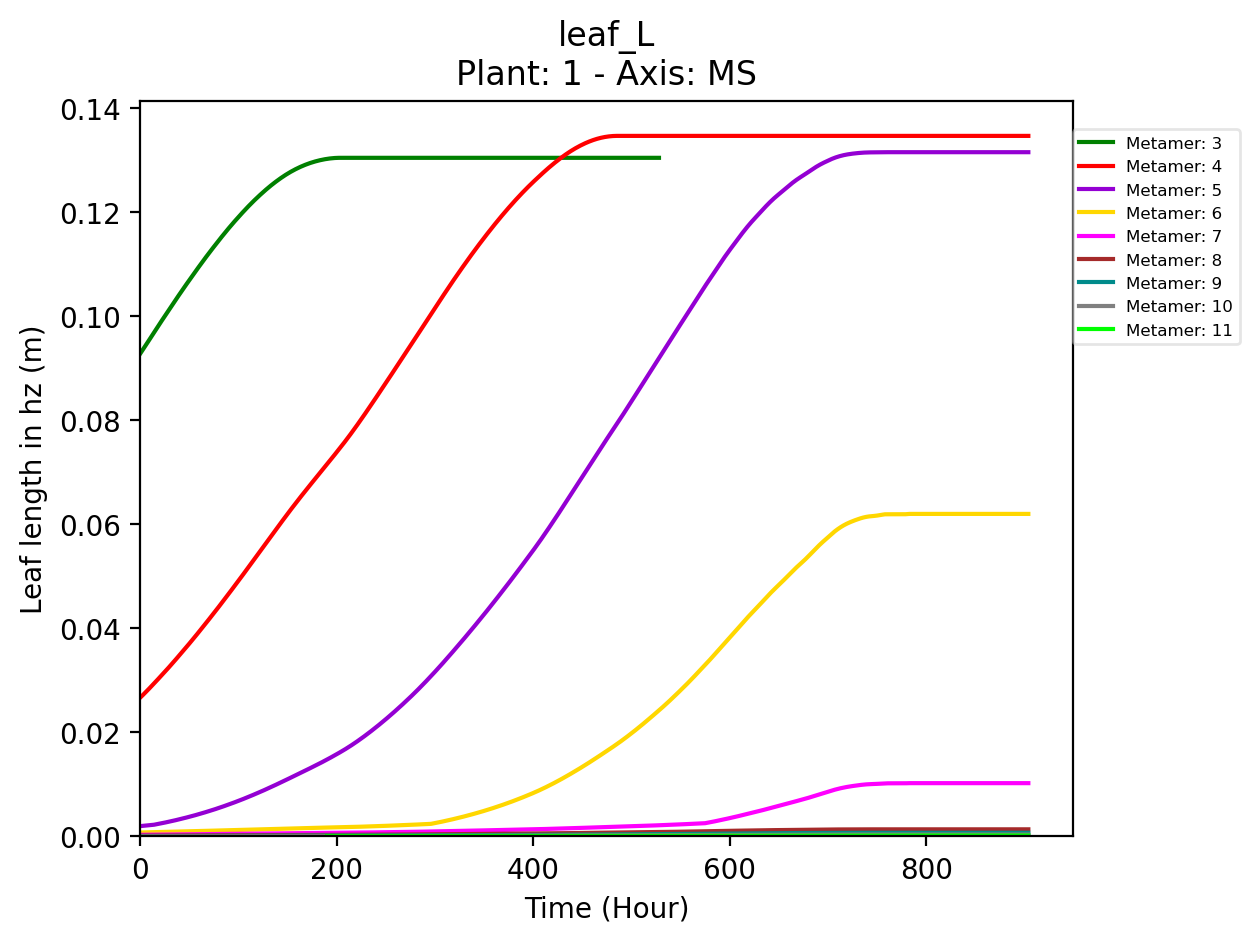 leaf_L
Plant: 1 - Axis: MS
0.14
0.12
0.10
0.08
0.06
0.04
0.02
0.00
Leaf length in hz (m)
0
200
400
600
800
Time (Hour)
Metamer: 3
Metamer: 4
Metamer: 5
Metamer: 6
Metamer: 7
Metamer: 8
Metamer: 9
Metamer: 10
Metamer: 11